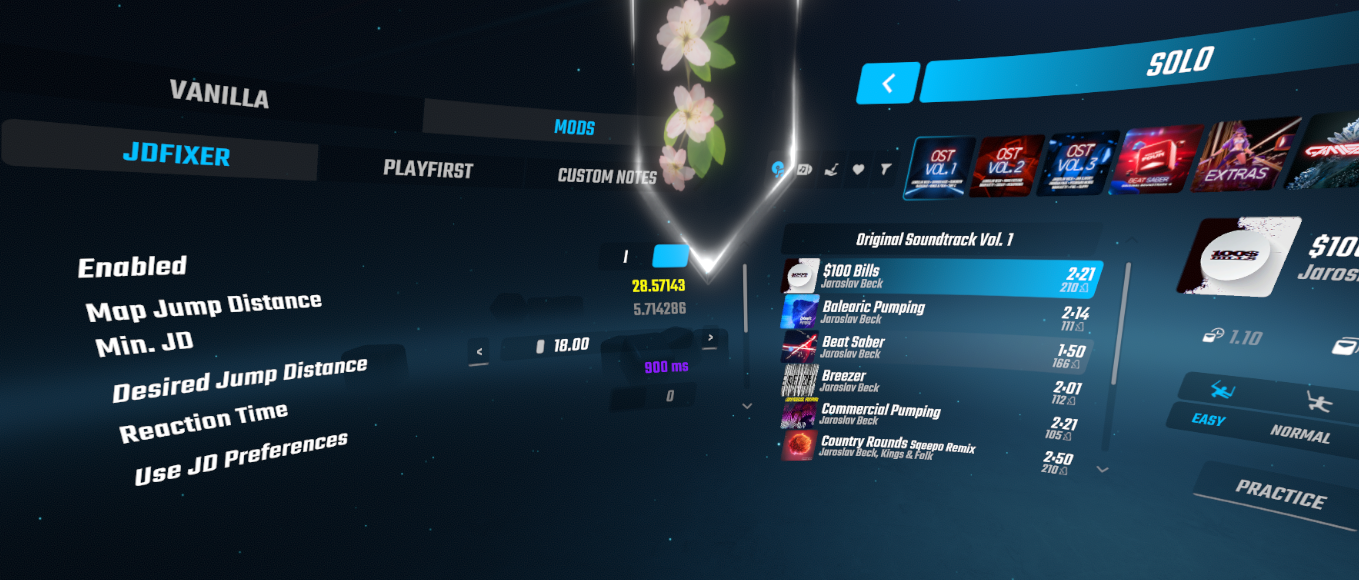 VANILLA
MODS
JDFIXER
PLAYFIRST
CUSTOM NOTES
Enabled
I
Map Jump Distance
28.57143
Min. JD
5.714286
Desired Jump Distance
<
18.00
>
Reaction Time
900 ms
Use JD Preferences
0
SOLO
OST VOL.1
OST VOL.2
OST VOL.3
BEAT SABER
EXTRAS
Original Soundtrack Vol. 1
$100 Bills
2:21
Jaroslav Beck
210
Balearic Pumping
2:14
Jaroslav Beck
111
Beat Saber
1:50
Jaroslav Beck
166
Breezer
2:01
Jaroslav Beck
112
Commercial Pumping
2:21
Jaroslav Beck
105
Country Rounds Sqeepo Remix
2:50
Jaroslav Beck, Kings & Folk
210
$100
Jaros
1.10
EASY
NORMAL
PRACTICE